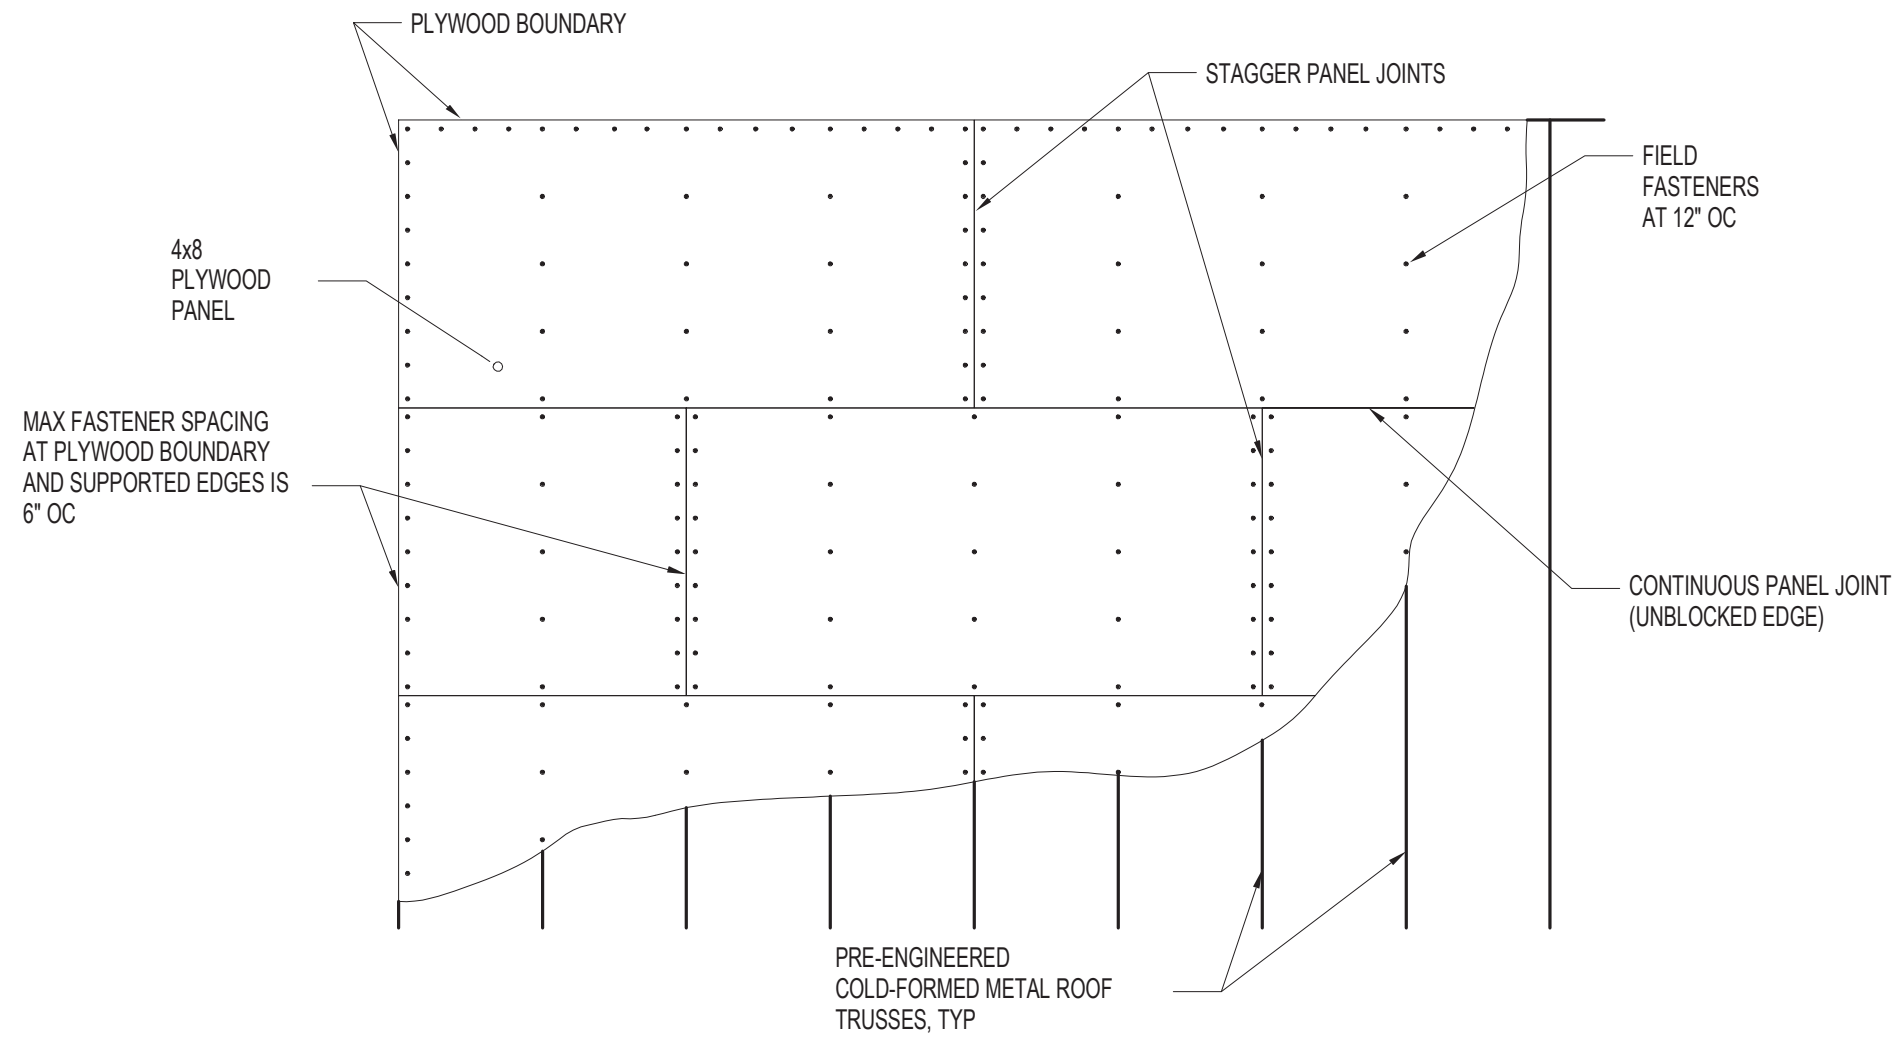 PLYWOOD BOUNDARY
STAGGER PANEL JOINTS
FIELD
FASTENERS
AT 12" OC
4x8
PLYWOOD
PANEL
MAX FASTENER SPACING
AT PLYWOOD BOUNDARY
AND SUPPORTED EDGES IS
6" OC
CONTINUOUS PANEL JOINT
(UNBLOCKED EDGE)
PRE-ENGINEERED
COLD-FORMED METAL ROOF
TRUSSES, TYP